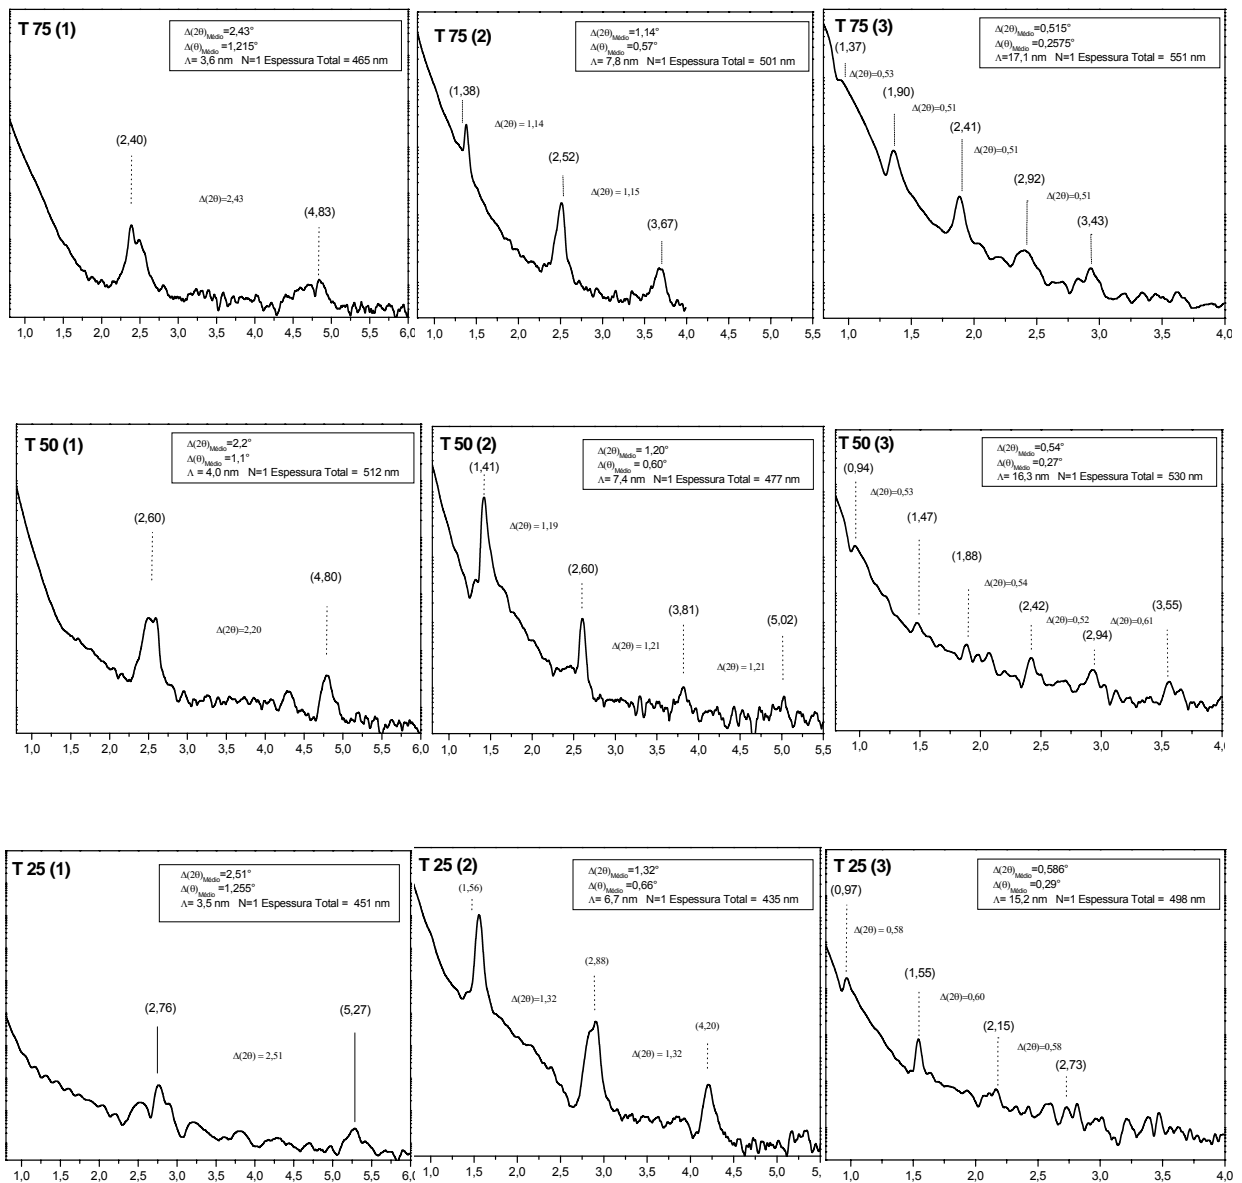 T 75 (1)
Δ(2θ)Médio=2,43°
Δ(θ)Médio=1,215°
Λ= 3,6 nm N=1 Espessura Total = 465 nm
(2,40)
Δ(2θ)=2,43
(4,83)
1,0 1,5 2,0 2,5 3,0 3,5 4,0 4,5 5,0 5,5 6,0
T 75 (2)
Δ(2θ)Médio=1,14°
Δ(θ)Médio=0,57°
Λ= 7,8 nm N=1 Espessura Total = 501 nm
(1,38)
Δ(2θ) = 1,14
(2,52)
Δ(2θ) = 1,15
(3,67)
1,0 1,5 2,0 2,5 3,0 3,5 4,0 4,5 5,0 5,5
T 75 (3)
Δ(2θ)Médio=0,515°
Δ(θ)Médio=0,2575°
Λ=17,1 nm N=1 Espessura Total = 551 nm
(1,37)
Δ(2θ)=0,53
(1,90)
Δ(2θ)=0,51
(2,41)
Δ(2θ)=0,51
(2,92)
Δ(2θ)=0,51
(3,43)
1,0 1,5 2,0 2,5 3,0 3,5 4,0
T 50 (1)
Δ(2θ)Médio=2,2°
Δ(θ)Médio=1,1°
Λ = 4,0 nm N=1 Espessura Total = 512 nm
(2,60)
(4,80)
Δ(2θ)=2,20
1,0 1,5 2,0 2,5 3,0 3,5 4,0 4,5 5,0 5,5 6,0
T 50 (2)
Δ(2θ)Médio= 1,20°
Δ(θ)Médio= 0,60°
Λ= 7,4 nm N=1 Espessura Total = 477 nm
(1,41)
Δ(2θ) = 1,19
(2,60)
(3,81)
(5,02)
Δ(2θ) = 1,21
Δ(2θ) = 1,21
1,0 1,5 2,0 2,5 3,0 3,5 4,0 4,5 5,0 5,5
T 50 (3)
Δ(2θ)Médio=0,54°
Δ(θ)Médio=0,27°
Λ= 16,3 nm N=1 Espessura Total = 530 nm
(0,94)
Δ(2θ)=0,53
(1,47)
(1,88)
Δ(2θ)=0,54
(2,42)
(3,55)
Δ(2θ)=0,52
Δ(2θ)=0,61
(2,94)
1,0 1,5 2,0 2,5 3,0 3,5 4,0
T 25 (1)
Δ(2θ)Médio=2,51°
Δ(θ)Médio=1,255°
Λ= 3,5 nm N=1 Espessura Total = 451 nm
(2,76)
(5,27)
Δ(2θ) = 2,51
1,0 1,5 2,0 2,5 3,0 3,5 4,0 4,5 5,0 5,5 6,0
T 25 (2)
Δ(2θ)Médio=1,32°
Δ(θ)Médio=0,66°
Λ= 6,7 nm N=1 Espessura Total = 435 nm
(1,56)
(2,88)
Δ(2θ)=1,32
(4,20)
Δ(2θ) = 1,32
1,0 1,5 2,0 2,5 3,0 3,5 4,0 4,5 5,0 5,
T 25 (3)
Δ(2θ)Médio=0,586°
Δ(θ)Médio=0,29°
Λ= 15,2 nm N=1 Espessura Total = 498 nm
(0,97)
Δ(2θ) = 0,58
(1,55)
Δ(2θ)=0,60
(2,15)
Δ(2θ)=0,58
(2,73)
1,0 1,5 2,0 2,5 3,0 3,5 4,0